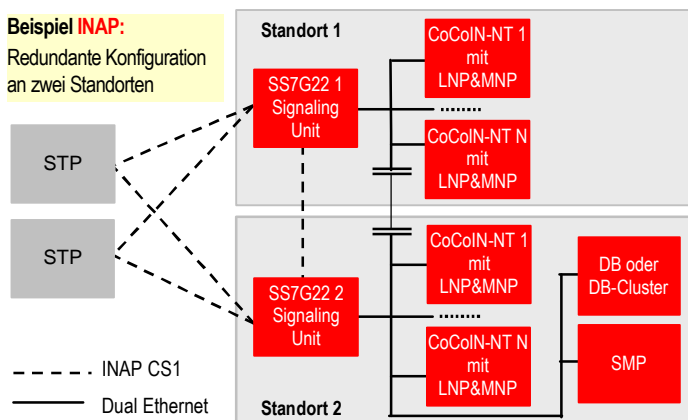 Beispiel INAP:
Redundante Konfiguration
an zwei Standorten
Standort 1
SS7G22 1
Signaling
Unit
CoCoIN-NT 1
mit
LNP&MNP
CoCoIN-NT N
mit
LNP&MNP
STP
STP
SS7G22 2
Signaling
Unit
CoCoIN-NT 1
mit
LNP&MNP
CoCoIN-NT N
mit
LNP&MNP
DB oder
DB-Cluster
SMP
INAP CS1
Dual Ethernet
Standort 2